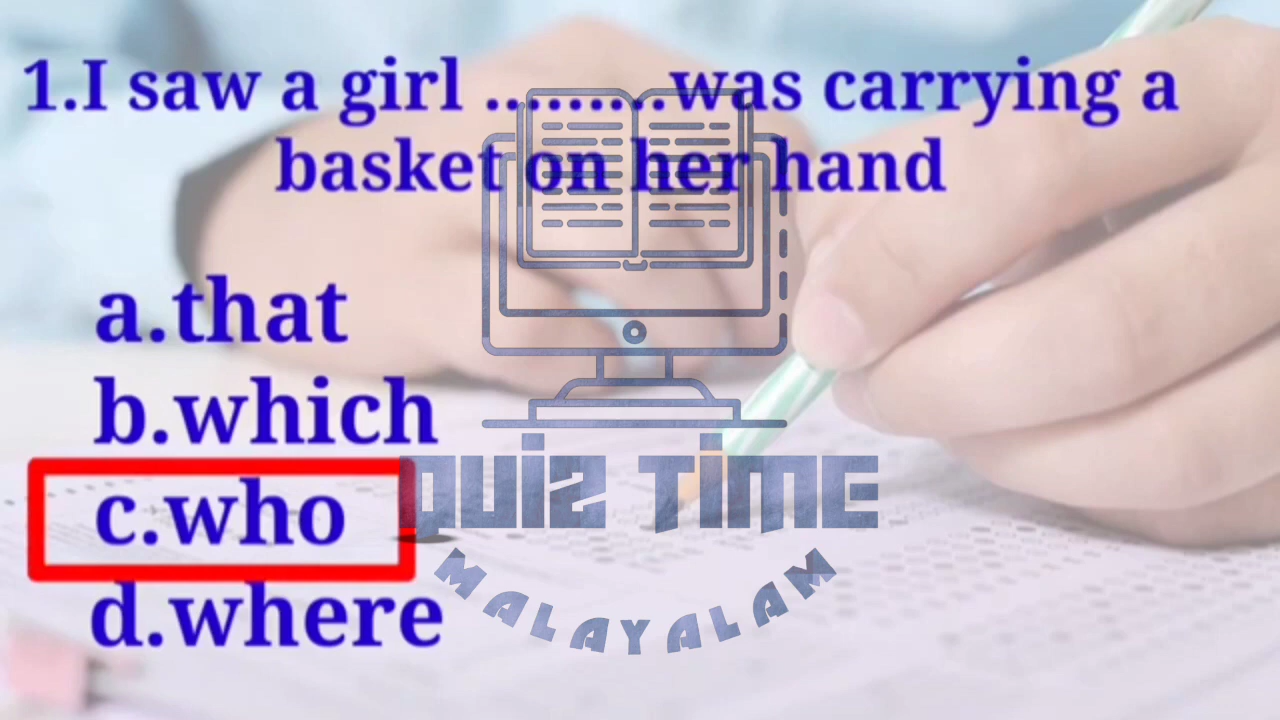 1.I saw a girl .........was carrying a
basket on her hand
a.that
b.which
c.who
d.where
QUIZ TIME
MALAYALAM